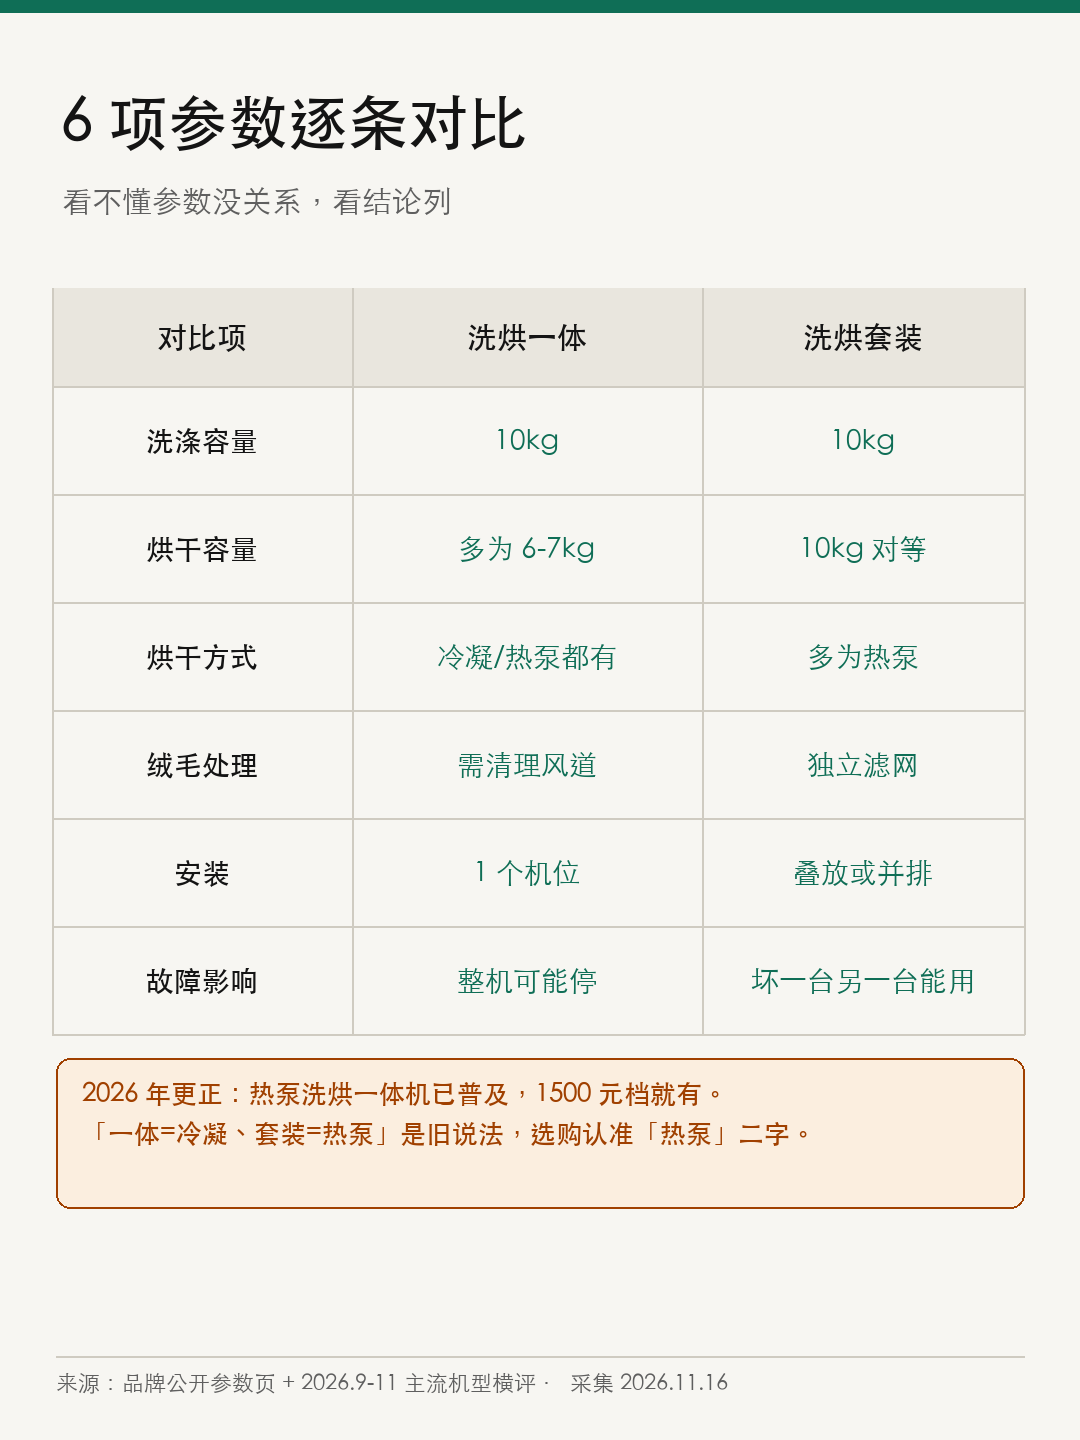 6 项参数逐条对比
看不懂参数没关系，看结论列
对比项 洗烘一体 洗烘套装
洗涤容量 10kg 10kg
烘干容量 多为 6-7kg 10kg 对等
烘干方式 冷凝/热泵都有 多为热泵
绒毛处理 需清理风道 独立滤网
安装 1 个机位 叠放或并排
故障影响 整机可能停 坏一台另一台能用
2026 年更正：热泵洗烘一体机已普及，1500 元档就有。
「一体=冷凝、套装=热泵」是旧说法，选购认准「热泵」二字。
来源：品牌公开参数页 + 2026.9-11 主流机型横评 · 采集 2026.11.16